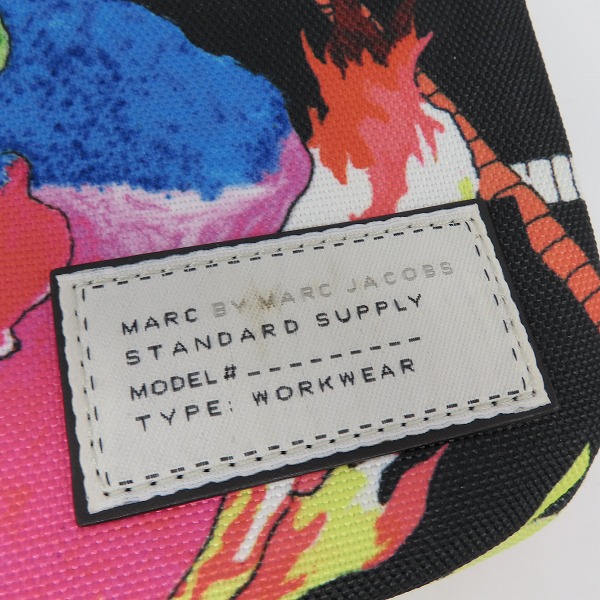 MARC BY MARC JACOBS
STANDARD SUPPLY
MODEL# _ _ _ _ _ _ _ _ _ _
TYPE: WORKWEAR